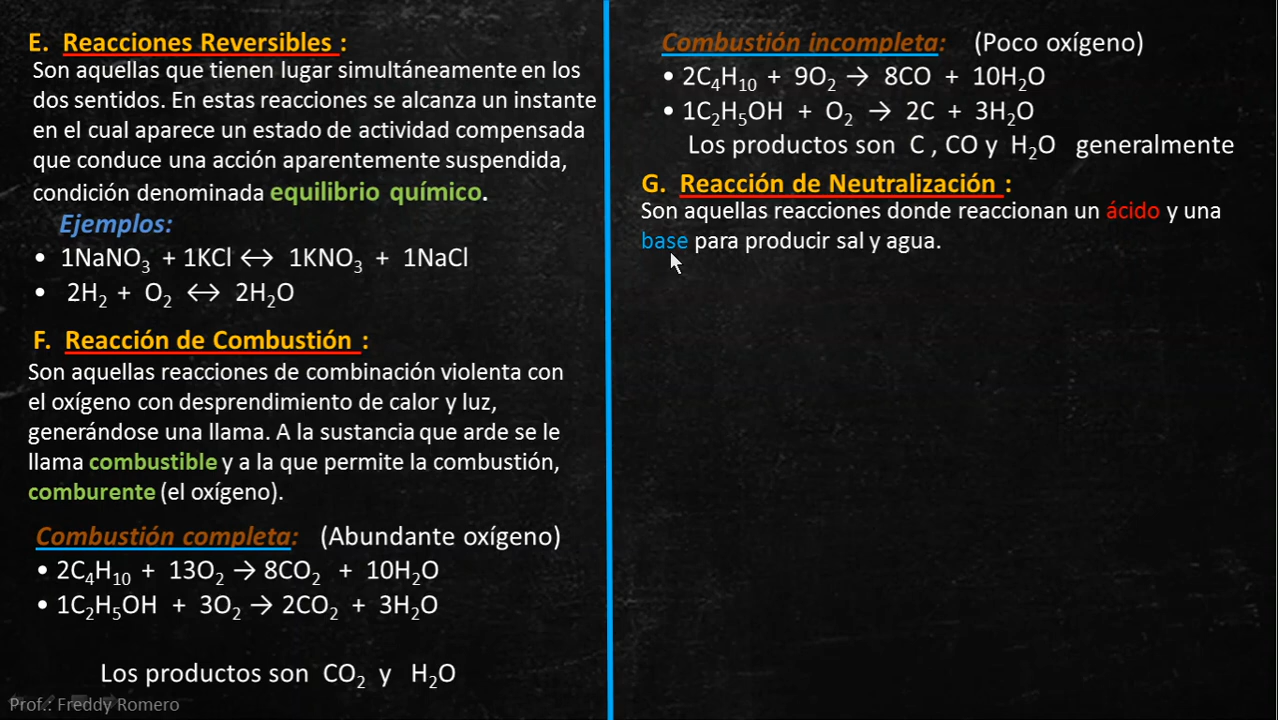 E. Reacciones Reversibles :
Son aquellas que tienen lugar simultáneamente en los
dos sentidos. En estas reacciones se alcanza un instante
en el cual aparece un estado de actividad compensada
que conduce una acción aparentemente suspendida,
condición denominada equilibrio químico.
Ejemplos:
• 1NaNO₃ + 1KCl ↔ 1KNO₃ + 1NaCl
• 2H₂ + O₂ ↔ 2H₂O
F. Reacción de Combustión :
Son aquellas reacciones de combinación violenta con
el oxígeno con desprendimiento de calor y luz,
generándose una llama. A la sustancia que arde se le
llama combustible y a la que permite la combustión,
comburente (el oxígeno).
Combustión completa: (Abundante oxígeno)
• 2C₄H₁₀ + 13O₂ → 8CO₂ + 10H₂O
• 1C₂H₅OH + 3O₂ → 2CO₂ + 3H₂O
Los productos son CO₂ y H₂O
Prof.: Freddy Romero
Combustión incompleta: (Poco oxígeno)
• 2C₄H₁₀ + 9O₂ → 8CO + 10H₂O
• 1C₂H₅OH + O₂ → 2C + 3H₂O
Los productos son C , CO y H₂O generalmente
G. Reacción de Neutralización :
Son aquellas reacciones donde reaccionan un ácido y una
base para producir sal y agua.